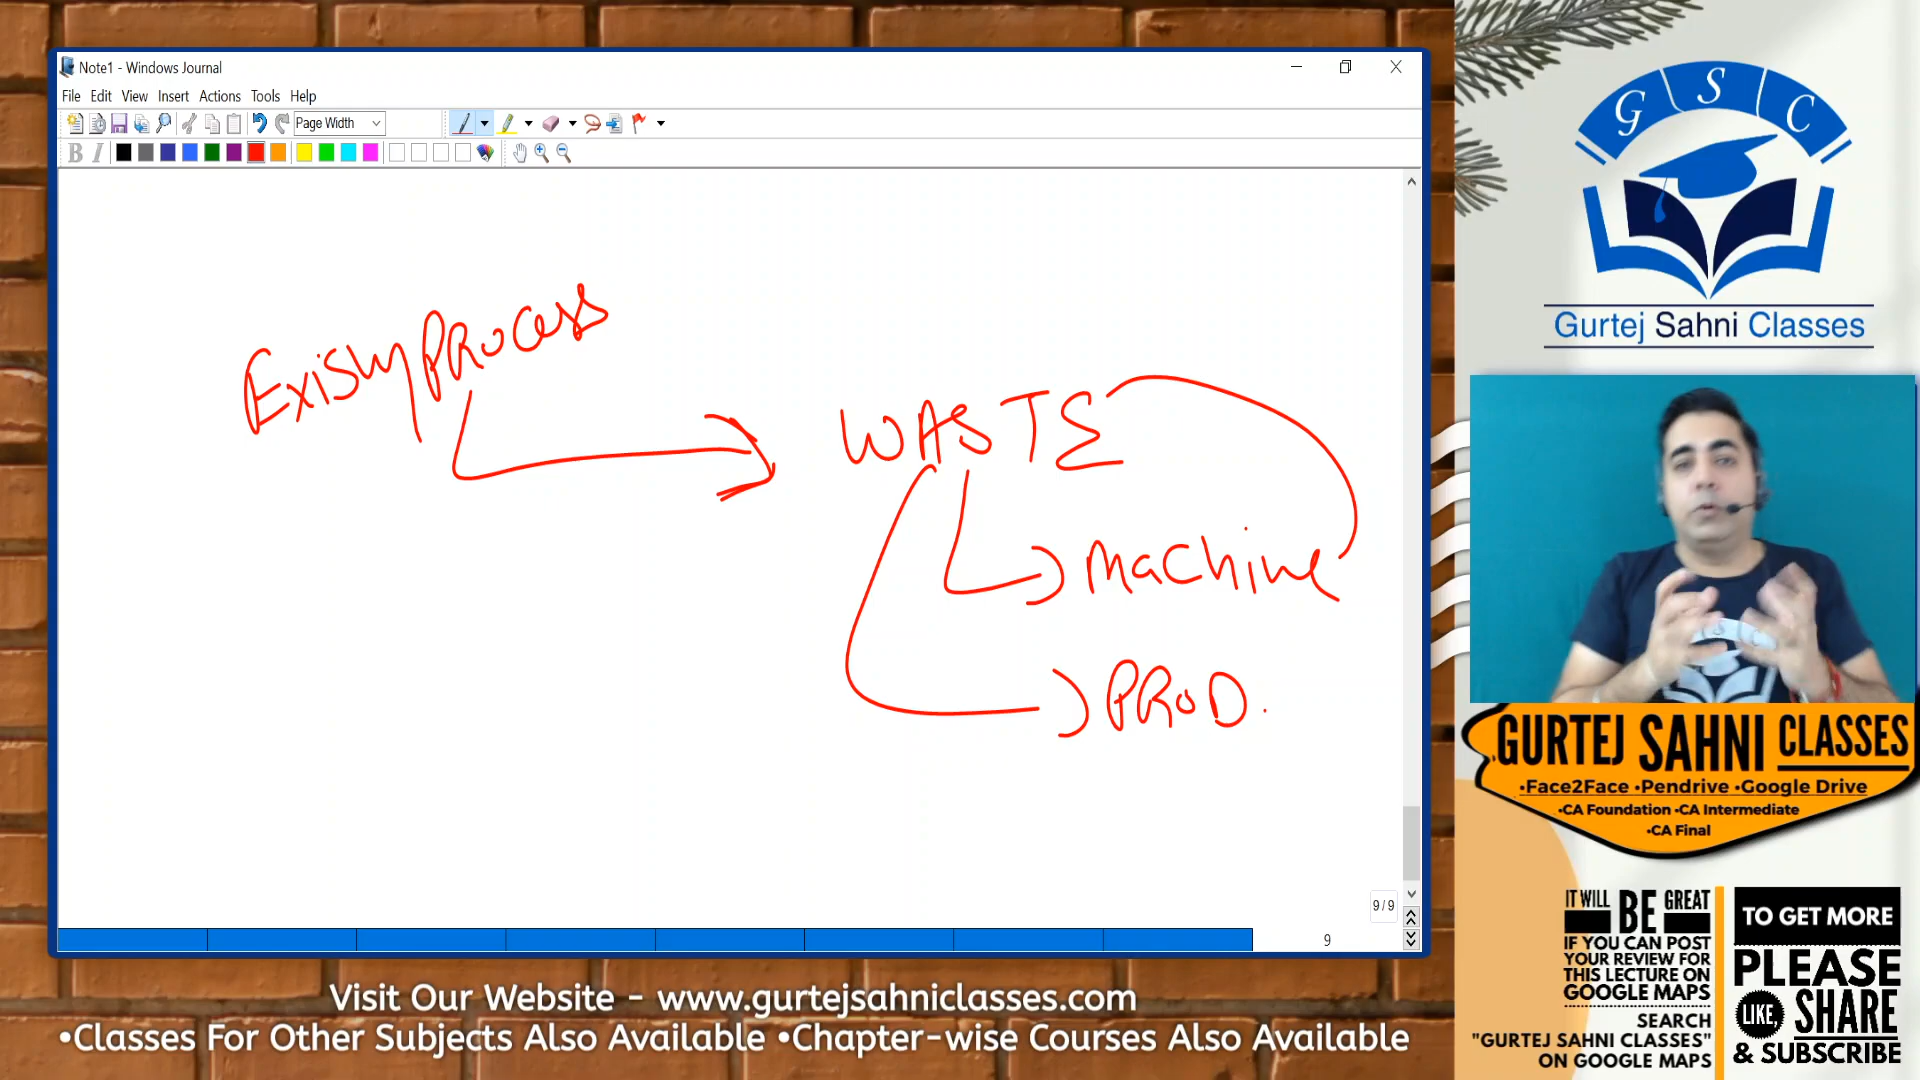 Note1 - Windows Journal
File Edit View Insert Actions Tools Help
Page Width
B I
Existing Process
WASTE
Machine
PROD.
9/9
9
G S C
Gurtej Sahni Classes
GURTEJ SAHNI CLASSES
•Face2Face •Pendrive •Google Drive
•CA Foundation •CA Intermediate
•CA Final
IT WILL BE GREAT
IF YOU CAN POST
YOUR REVIEW FOR
THIS LECTURE ON
GOOGLE MAPS
SEARCH
"GURTEJ SAHNI CLASSES"
ON GOOGLE MAPS
TO GET MORE
PLEASE
LIKE, SHARE
& SUBSCRIBE
Visit Our Website - www.gurtejsahniclasses.com
•Classes For Other Subjects Also Available •Chapter-wise Courses Also Available